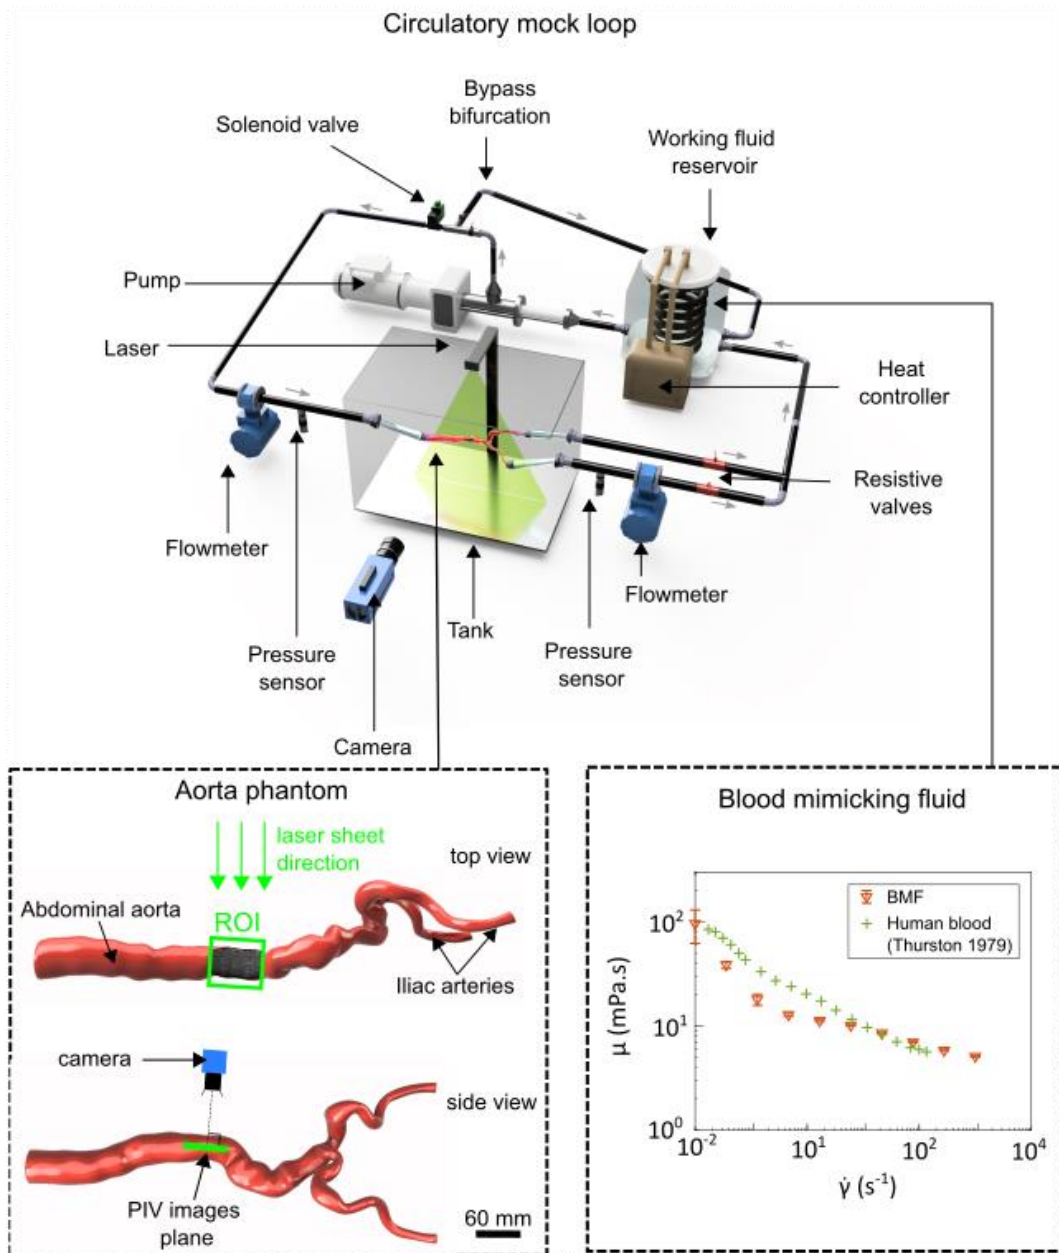 Circulatory mock loop
Bypass
bifurcation
Solenoid valve
Working fluid
reservoir
Pump
Laser
Heat
controller
Resistive
valves
Flowmeter
Flowmeter
Tank
Pressure
sensor
Pressure
sensor
Camera
Aorta phantom
laser sheet
direction
top view
Abdominal aorta
ROI
Iliac arteries
camera
side view
PIV images
plane
60 mm
Blood mimicking fluid
BMF
Human blood
(Thurston 1979)
10²
10¹
10⁰
μ (mPa.s)
10⁻² 10¹ 10² 10⁴
γ̇ (s⁻¹)